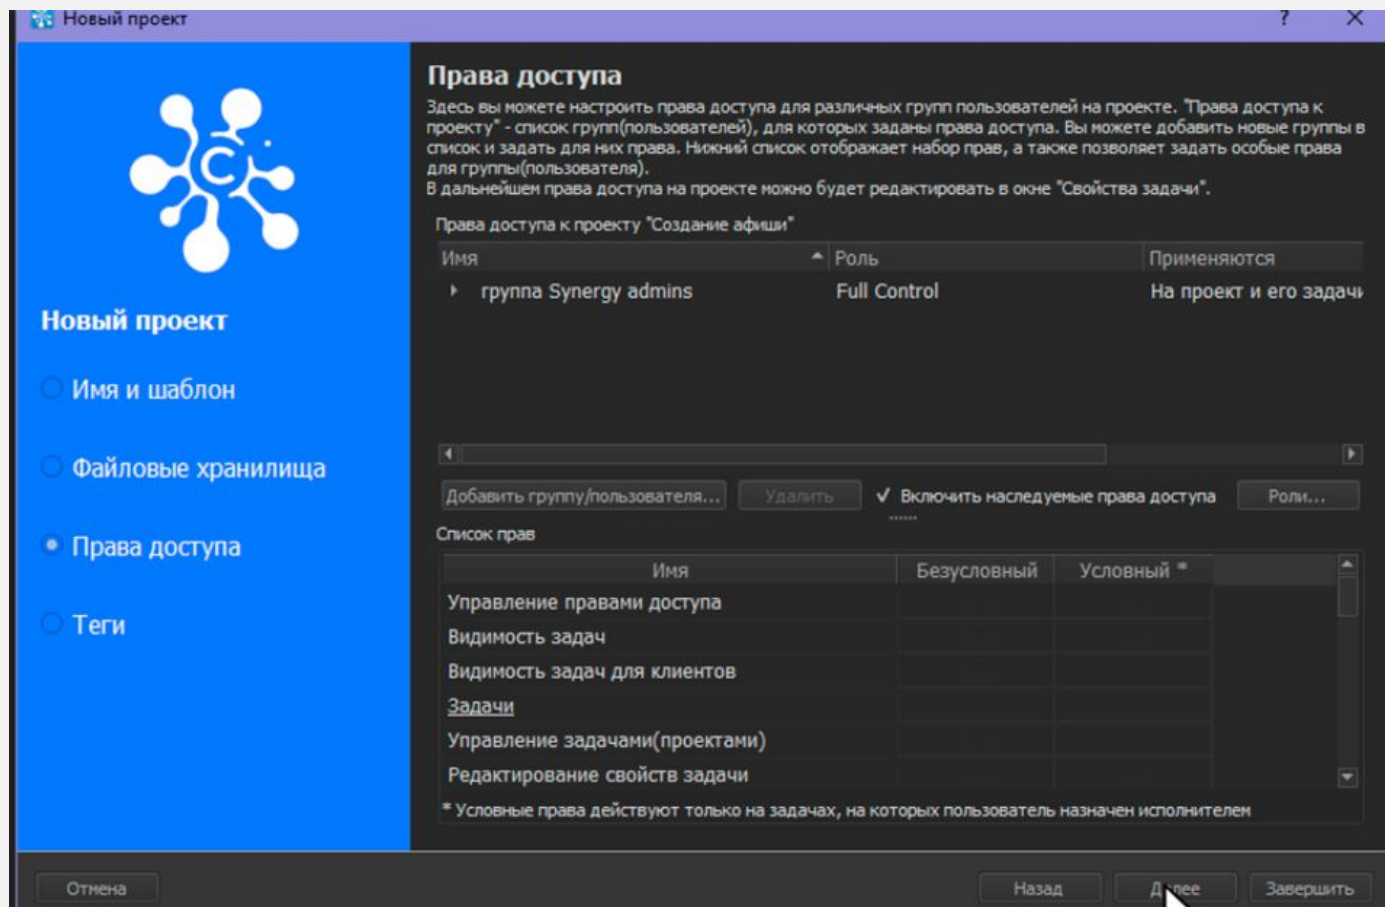 Новый проект
?
Права доступа
Здесь вы можете настроить права доступа для различных групп пользователей на проекте. "Права доступа к
проекту" - список групп(пользователей), для которых заданы права доступа. Вы можете добавить новые группы в
список и задать для них права. Нижний список отображает набор прав, а также позволяет задать особые права
для группы(пользователя).
В дальнейшем права доступа на проекте можно будет редактировать в окне "Свойства задачи".
Права доступа к проекту "Создание афиши"
Имя Роль Применяются
группа Synergy admins Full Control На проект и его задачи
Новый проект
Имя и шаблон
Файловые хранилища
Права доступа
Теги
Добавить группу/пользователя... Удалить Включить наследуемые права доступа Роли...
Список прав
Имя Безусловный Условный *
Управление правами доступа
Видимость задач
Видимость задач для клиентов
Задачи
Управление задачами(проектами)
Редактирование свойств задачи
* Условные права действуют только на задачах, на которых пользователь назначен исполнителем
Отмена Назад Далее Завершить